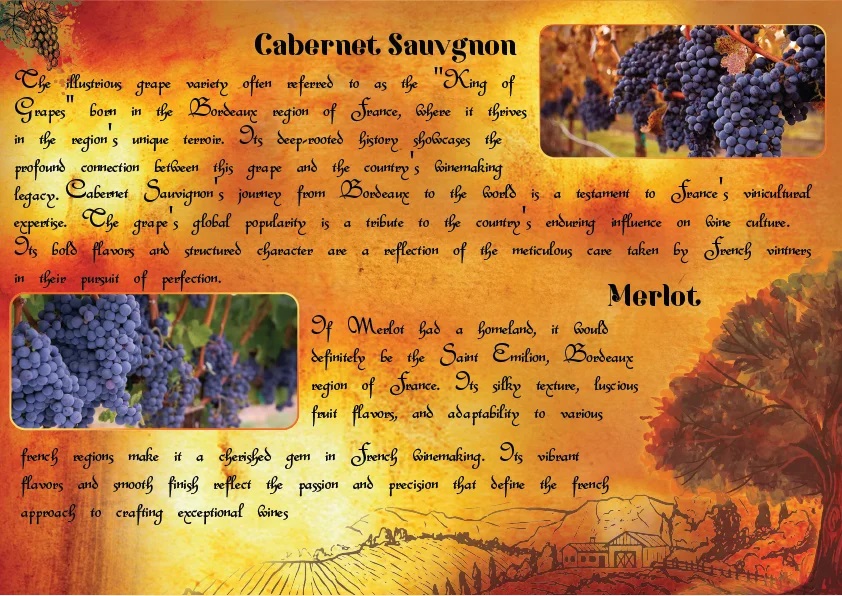 Cabernet Sauvgnon
The illustrious grape variety often referred to as the "King of
Grapes" born in the Bordeaux region of France, where it thrives
in the region's unique terroir. Its deep-rooted history showcases the
profound connection between this grape and the country's winemaking
legacy. Cabernet Sauvignon's journey from Bordeaux to the world is a testament to France's vinicultural
expertise. The grape's global popularity is a tribute to the country's enduring influence on wine culture.
Its bold flavors and structured character are a reflection of the meticulous care taken by French vintners
in their pursuit of perfection.
Merlot
If Merlot had a homeland, it would
definitely be the Saint Emilion, Bordeaux
region of France. Its silky texture, luscious
fruit flavors, and adaptability to various
french regions make it a cherished gem in French winemaking. Its vibrant
flavors and smooth finish reflect the passion and precision that define the french
approach to crafting exceptional wines